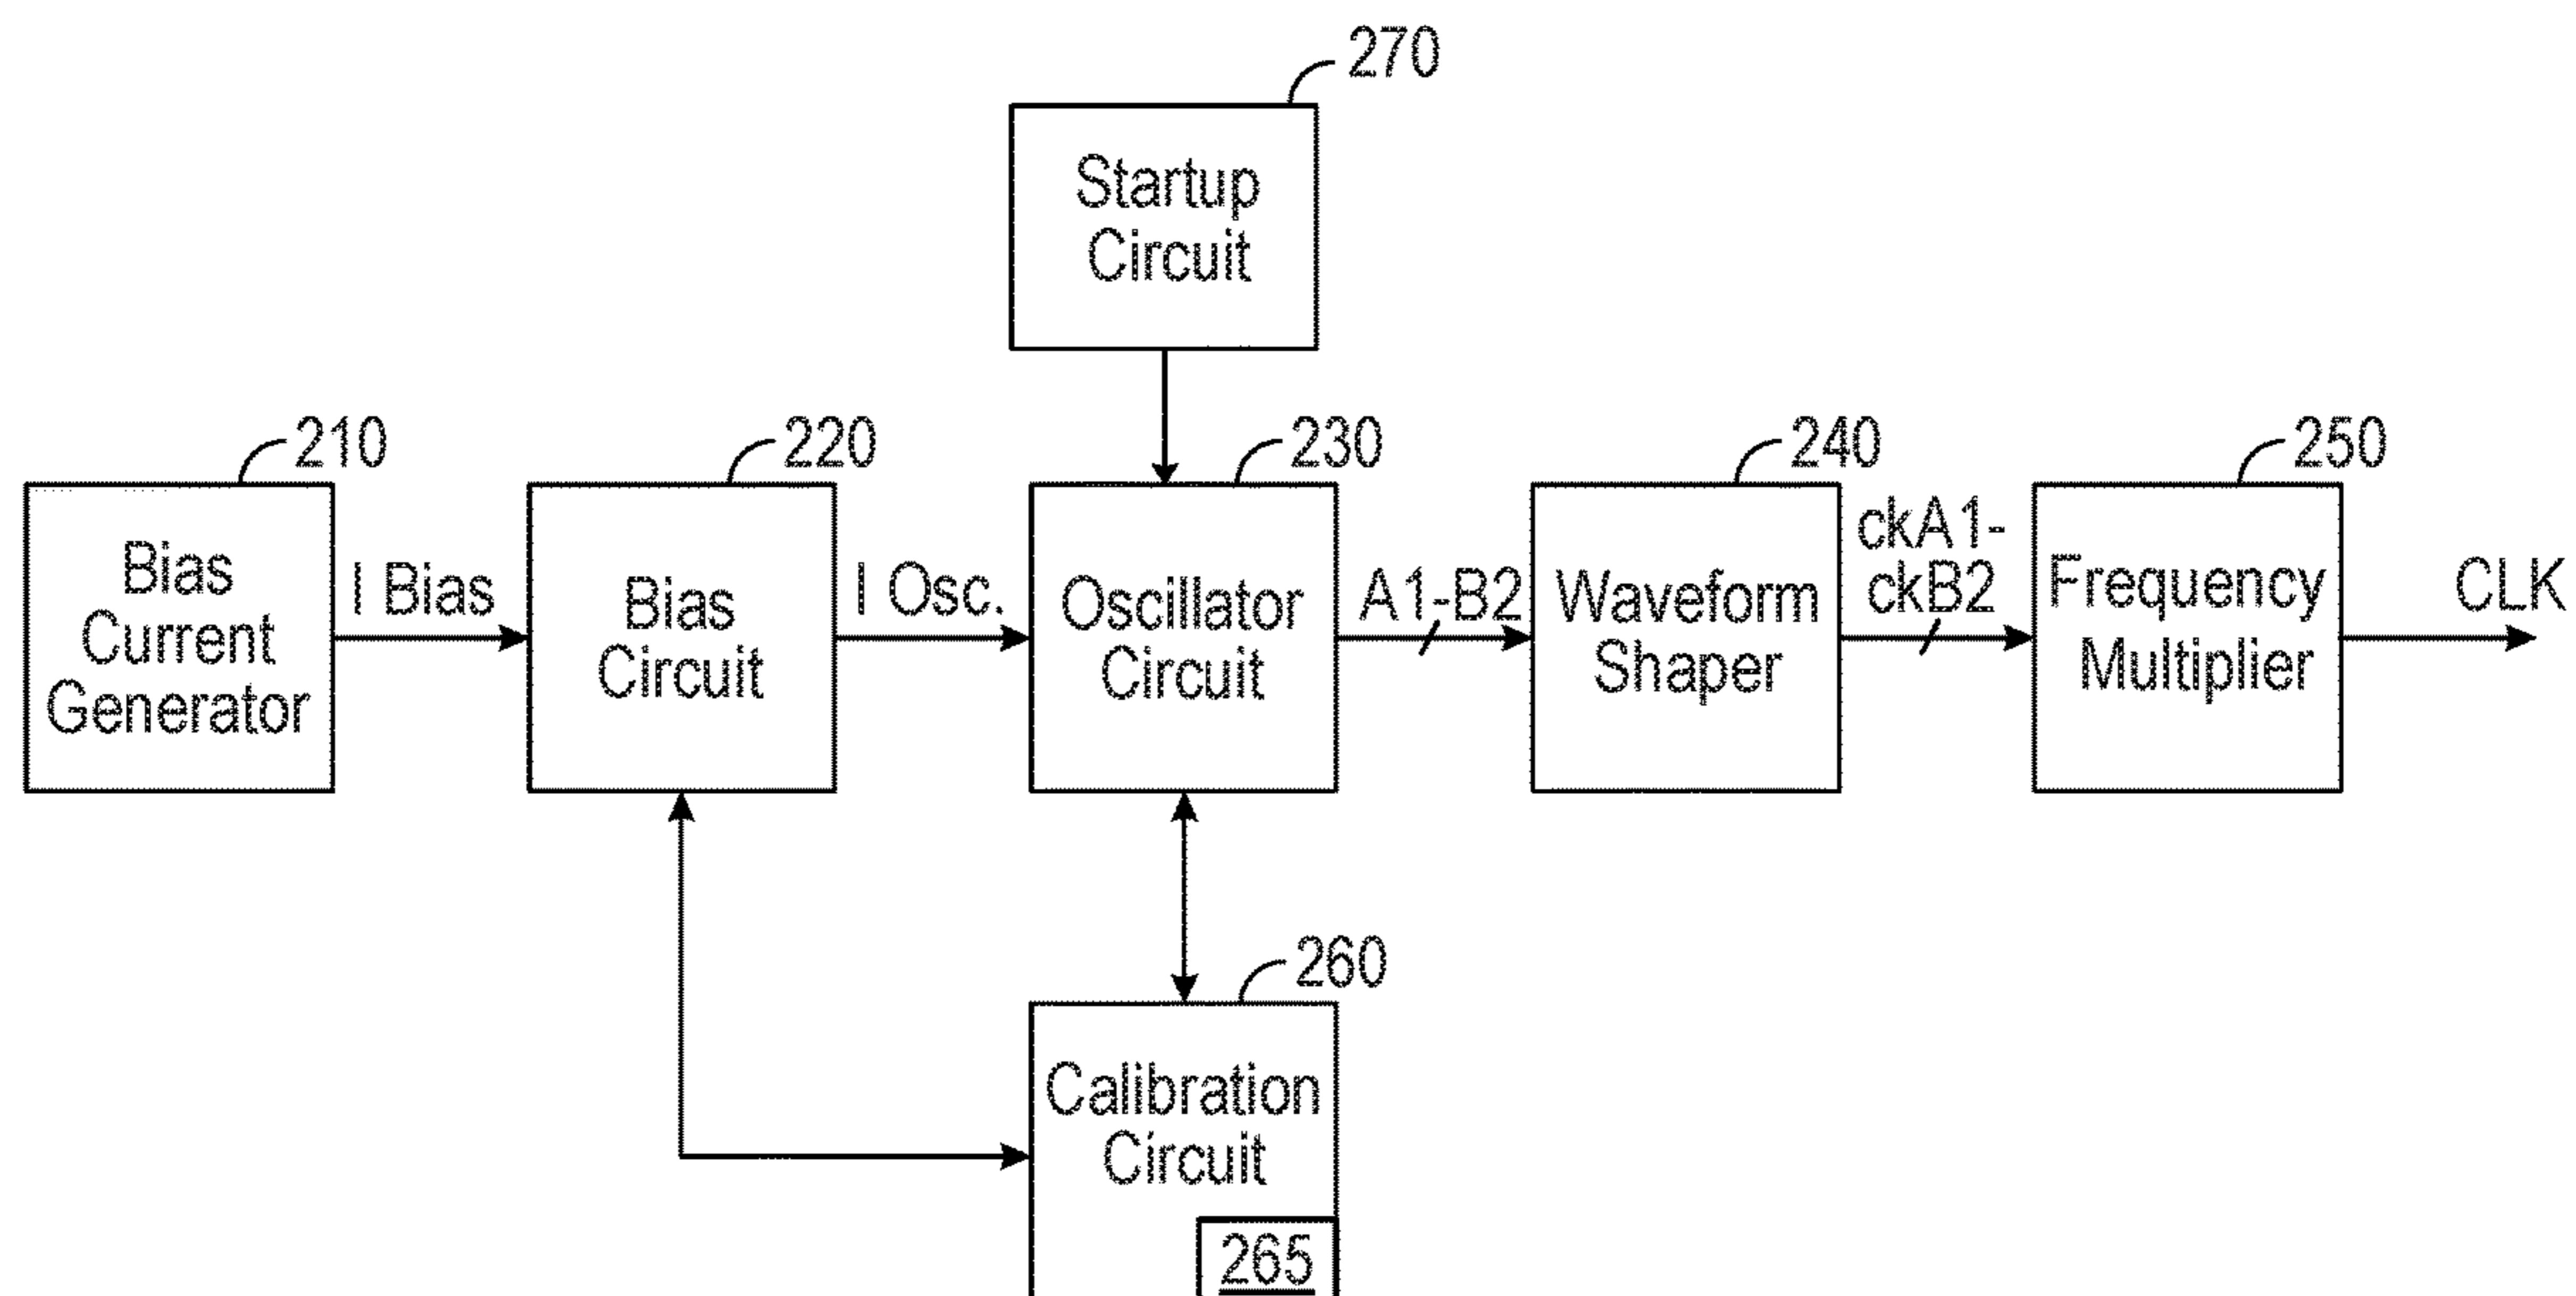 270
Startup
Circuit
210
220
230
240
250
Bias
Current
Generator
I Bias
Bias
Circuit
I Osc.
Oscillator
Circuit
A1-B2
Waveform
Shaper
ckA1-
ckB2
Frequency
Multiplier
CLK
260
Calibration
Circuit
265